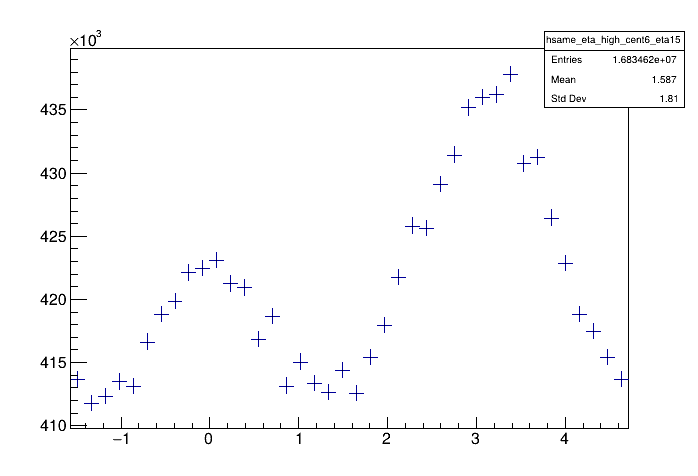 ×10³
hsame_eta_high_cent6_eta15
Entries 1.683462e+07
Mean 1.587
Std Dev 1.81
435
430
425
420
415
410
−1 0 1 2 3 4